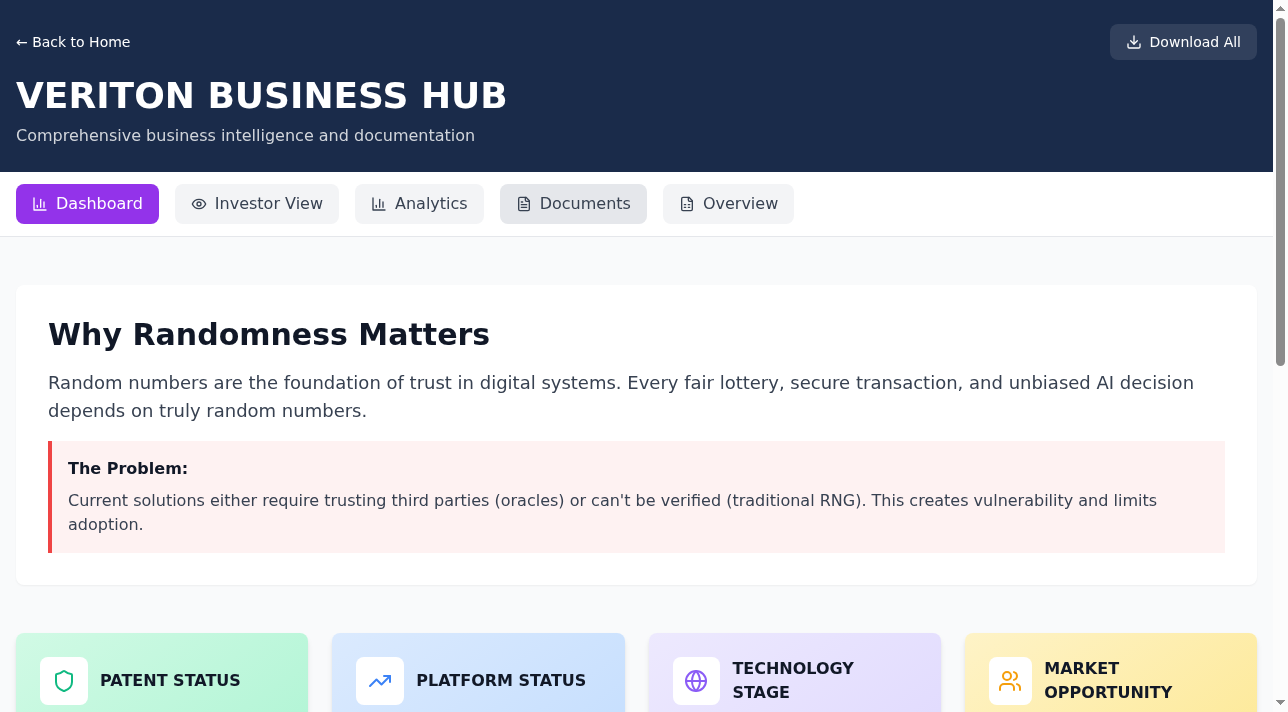 ← Back to Home
Download All
VERITON BUSINESS HUB
Comprehensive business intelligence and documentation
Dashboard
Investor View
Analytics
Documents
Overview
Why Randomness Matters
Random numbers are the foundation of trust in digital systems. Every fair lottery, secure transaction, and unbiased AI decision
depends on truly random numbers.
The Problem:
Current solutions either require trusting third parties (oracles) or can't be verified (traditional RNG). This creates vulnerability and limits
adoption.
PATENT STATUS
PLATFORM STATUS
TECHNOLOGY
STAGE
MARKET
OPPORTUNITY